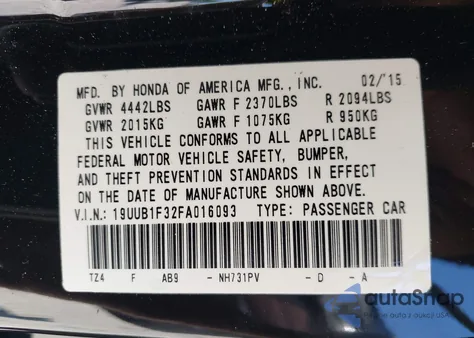 MFD. BY HONDA OF AMERICA MFG., INC. 02/'15
GVWR 4442LBS GAWR F 2370LBS R 2094LBS
GVWR 2015KG GAWR F 1075KG R 950KG
THIS VEHICLE CONFORMS TO ALL APPLICABLE
FEDERAL MOTOR VEHICLE SAFETY, BUMPER,
AND THEFT PREVENTION STANDARDS IN EFFECT
ON THE DATE OF MANUFACTURE SHOWN ABOVE.
V.I.N.: 19UUB1F32FA016093 TYPE: PASSENGER CAR
TZ4 F AB9 - NH731PV - D - A
autoSnap